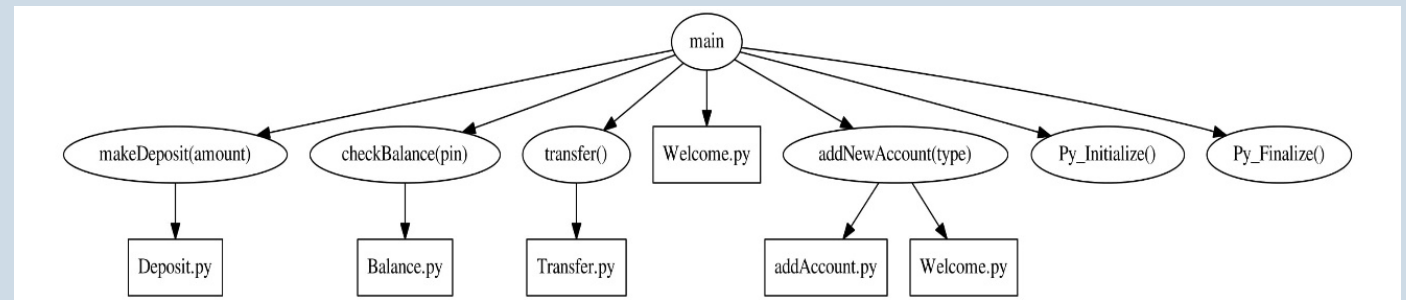 main
makeDeposit(amount)
checkBalance(pin)
transfer()
Welcome.py
addNewAccount(type)
Py_Initialize()
Py_Finalize()
Deposit.py
Balance.py
Transfer.py
addAccount.py
Welcome.py